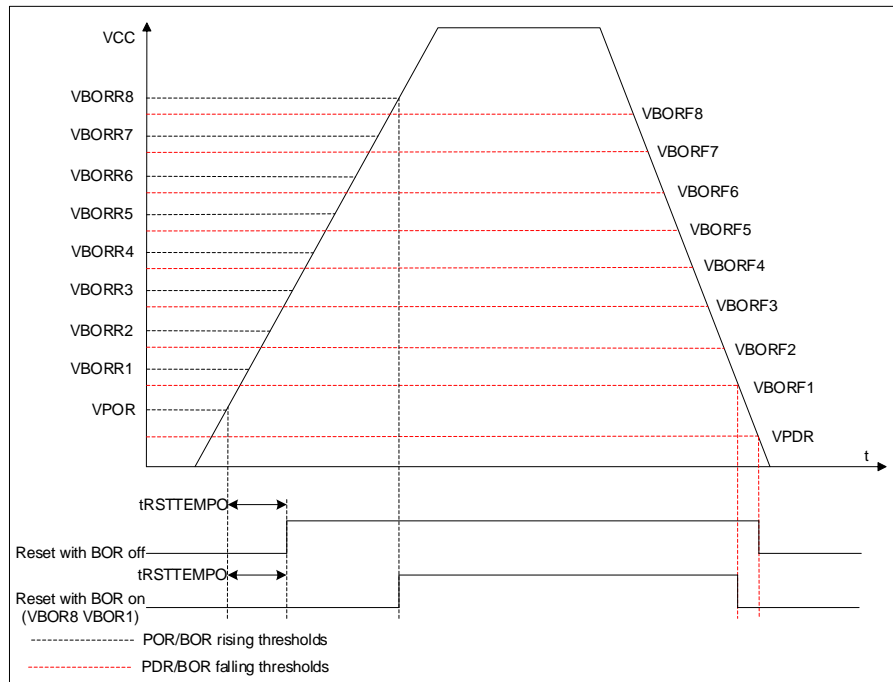 VCC
VBORR8
VBORF8
VBORR7
VBORF7
VBORR6
VBORF6
VBORR5
VBORF5
VBORR4
VBORF4
VBORR3
VBORF3
VBORR2
VBORF2
VBORR1
VBORF1
VPOR
VPDR
t
tRSTTEMPO
Reset with BOR off
tRSTTEMPO
Reset with BOR on
(VBOR8 VBOR1)
POR/BOR rising thresholds
PDR/BOR falling thresholds